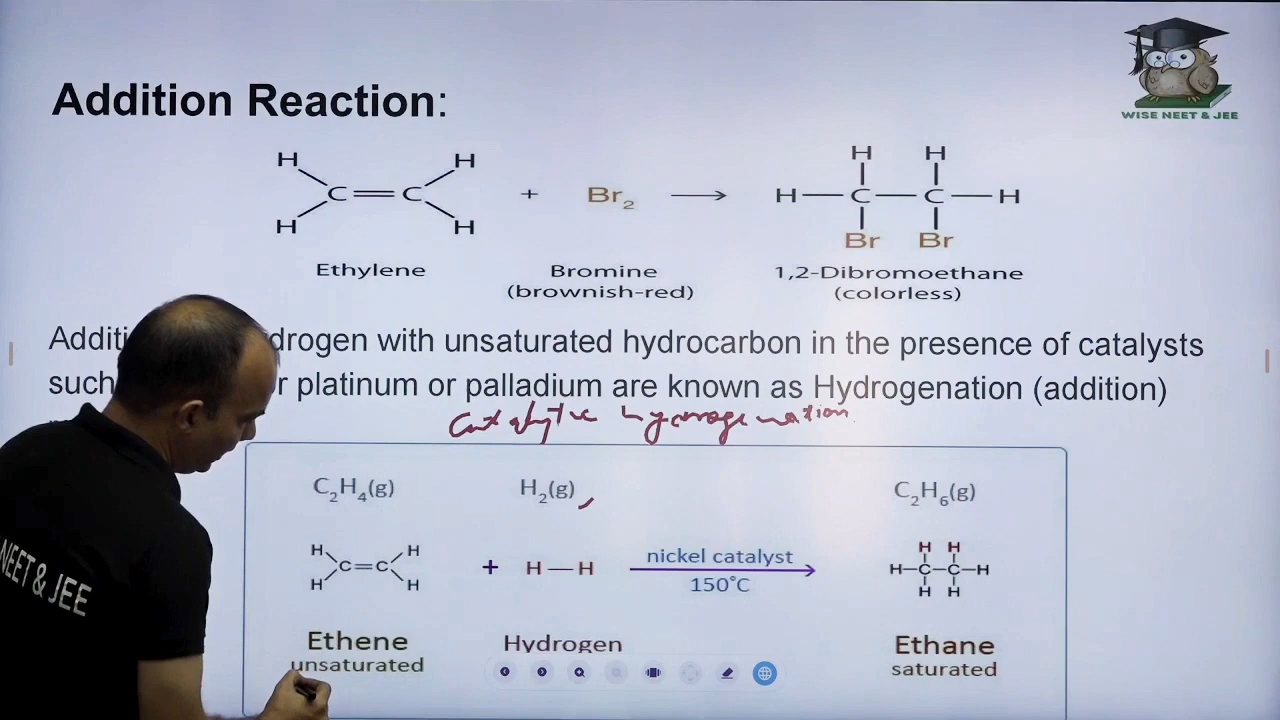 WISE NEET & JEE
Addition Reaction:
H H
C C
H H
+ Br₂ →
H H
H C C H
Br Br
Ethylene
Bromine
(brownish-red)
1,2-Dibromoethane
(colorless)
with unsaturated hydrocarbon in the presence of catalysts
such platinum or palladium are known as Hydrogenation (addition)
Catalytic hydrogenation
C₂H₄(g) H₂(g) C₂H₆(g)
H H
C=C
H H
+ H—H
nickel catalyst
150°C
H H
H—C—C—H
H H
Ethene
unsaturated
Hydrogen
Ethane
saturated
NEET & JEE